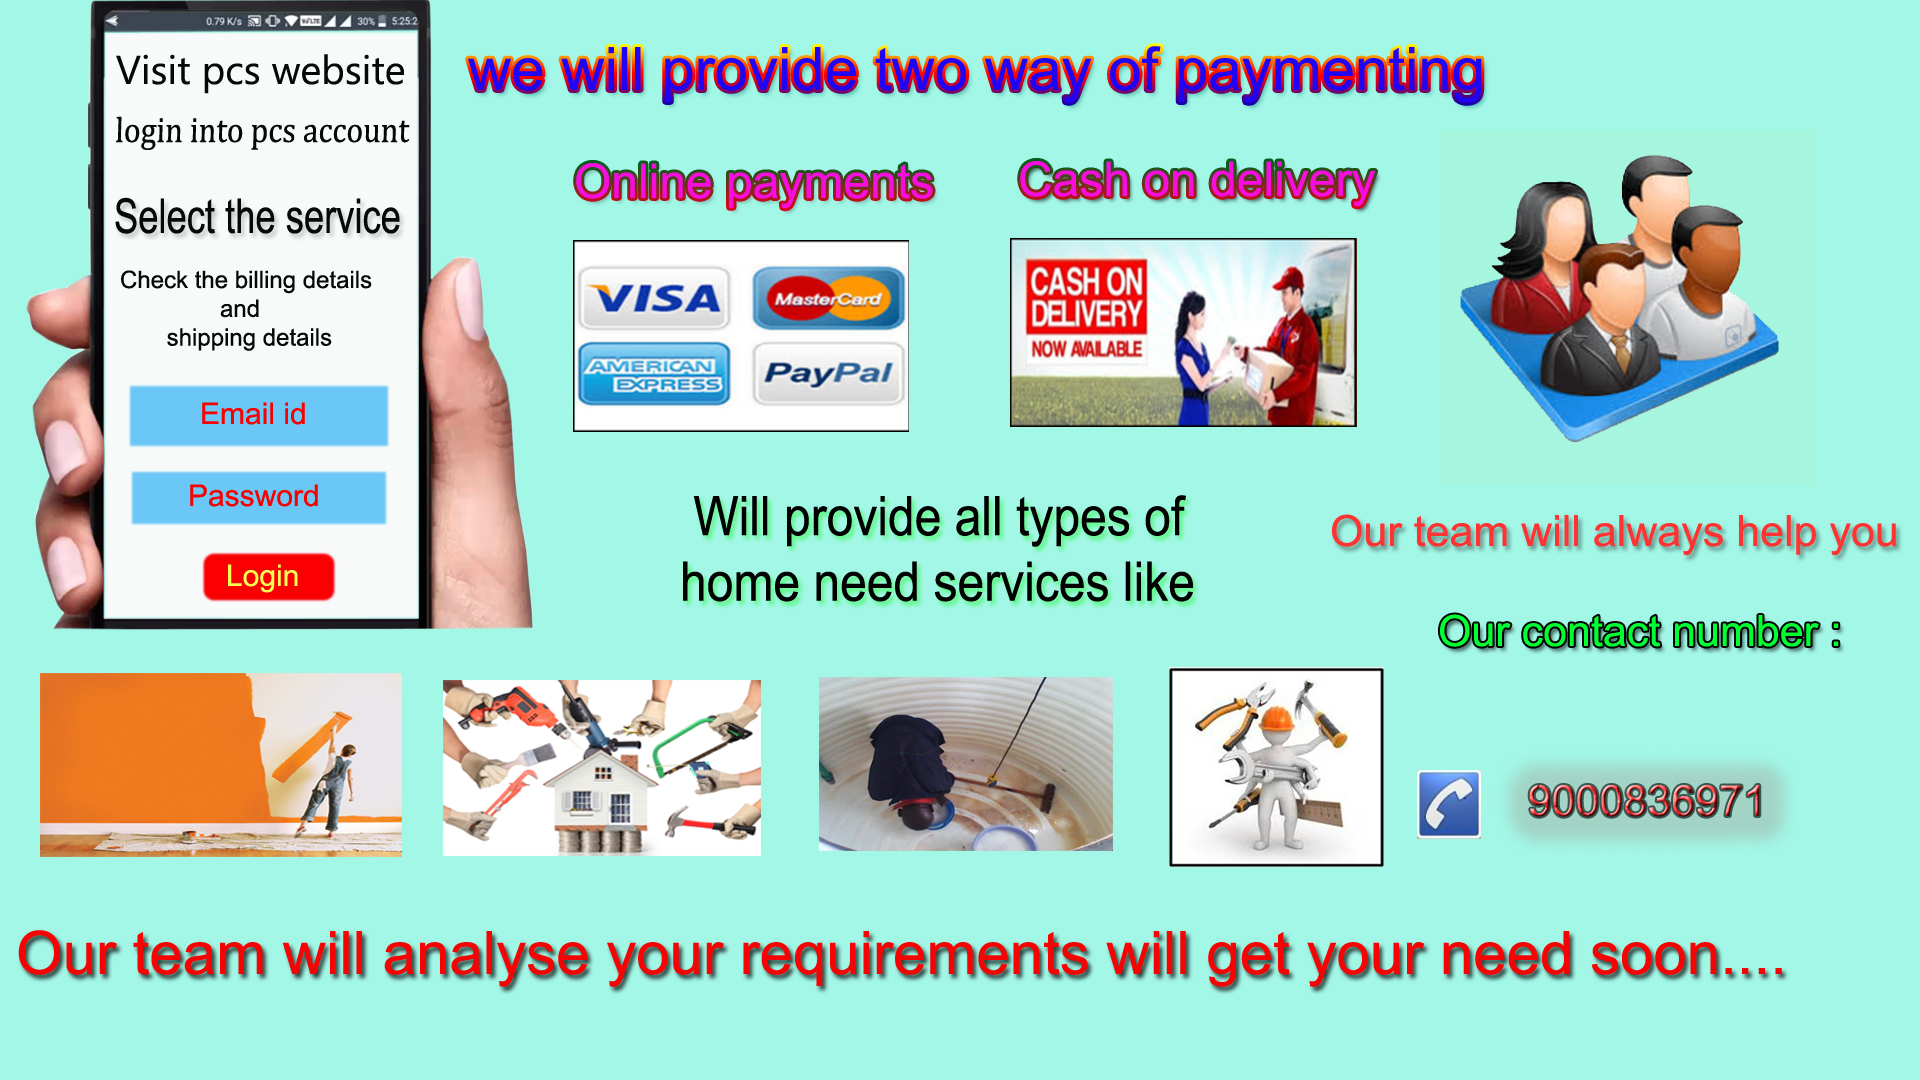 0.79 K/s VoLTE 30% 5:25:2
Visit pcs website
login into pcs account
Select the service
Check the billing details
and
shipping details
Email id
Password
Login
we will provide two way of paymenting
Online payments
Cash on delivery
VISA
MasterCard
AMERICAN
EXPRESS
PayPal
CASH ON
DELIVERY
NOW AVAILABLE
Will provide all types of
home need services like
Our team will always help you
Our contact number :
9000836971
Our team will analyse your requirements will get your need soon....